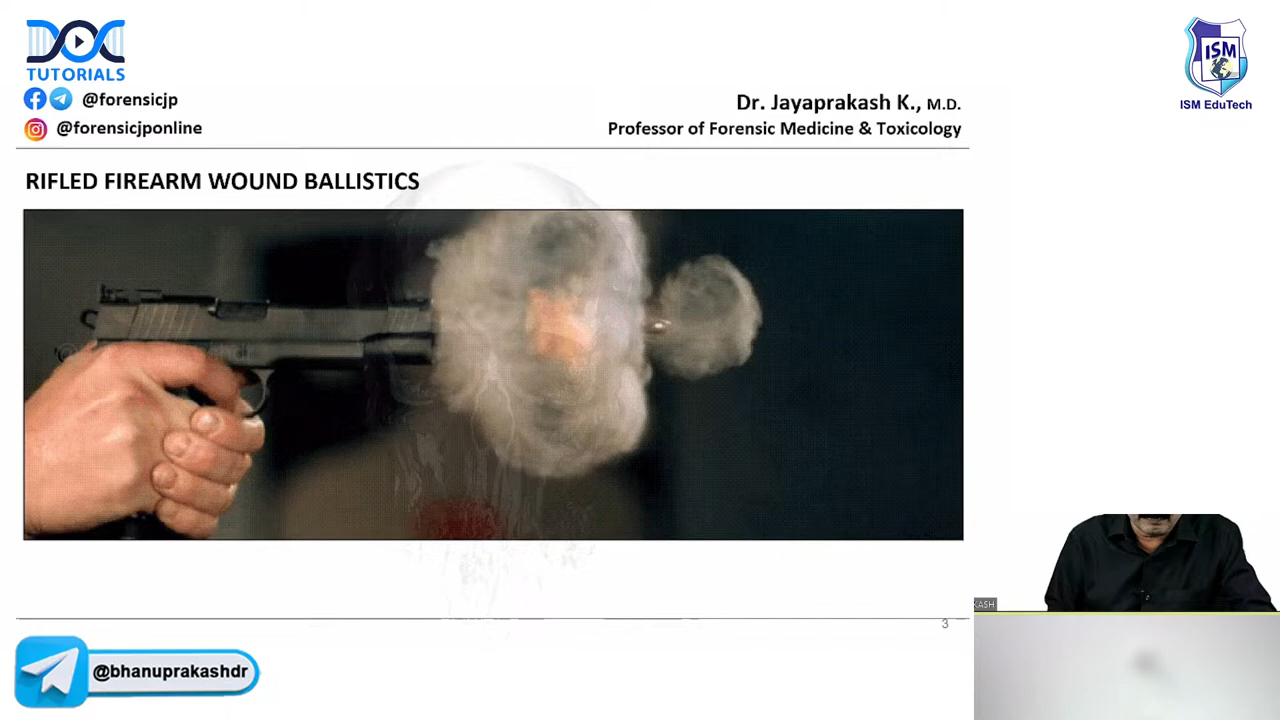 TUTORIALS
@forensicjp
@forensicjponline
Dr. Jayaprakash K., M.D.
Professor of Forensic Medicine & Toxicology
ISM
ISM EduTech
RIFLED FIREARM WOUND BALLISTICS
KASH
3
@bhanuprakashdr